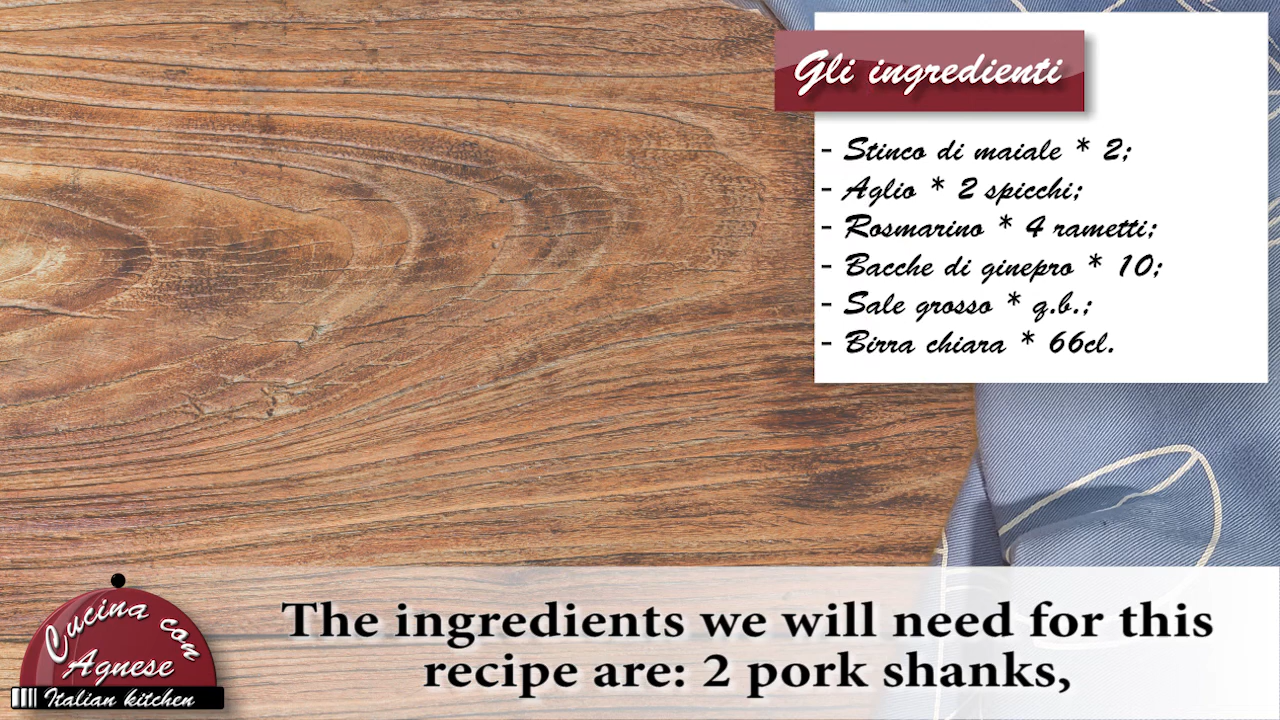 Gli ingredienti
- Stinco di maiale * 2;
- Aglio * 2 spicchi;
- Rosmarino * 4 rametti;
- Bacche di ginepro * 10;
- Sale grosso * q.b.;
- Birra chiara * 66cl.
The ingredients we will need for this
recipe are: 2 pork shanks,
Cucina con
Agnese
Italian kitchen